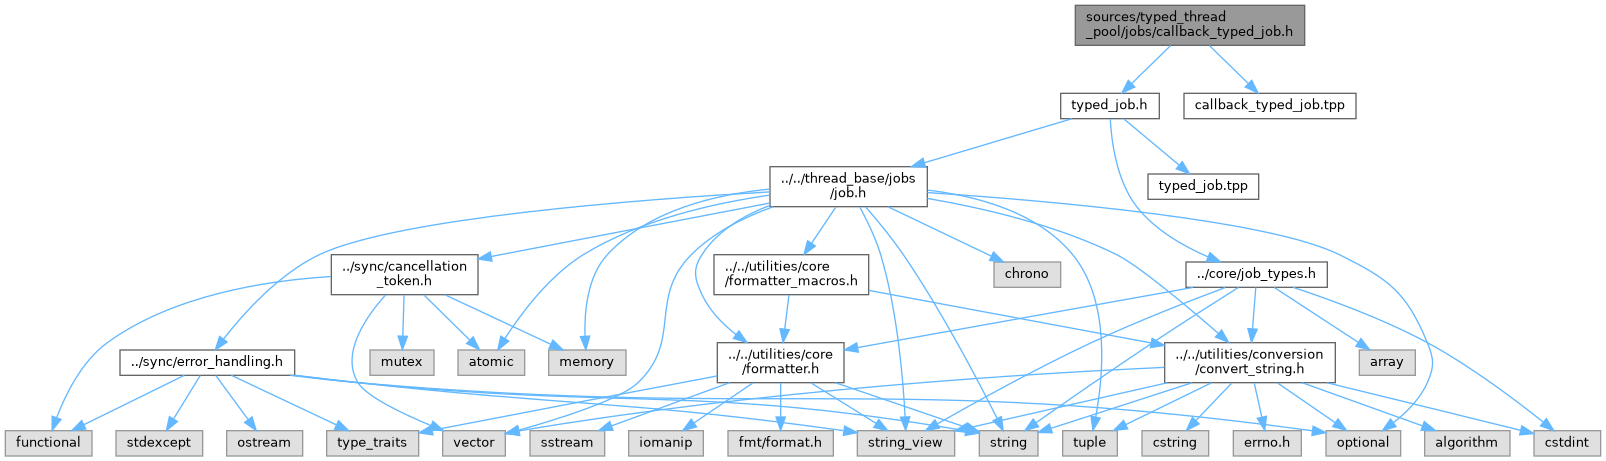 sources/typed_thread
_pool/jobs/callback_typed_job.h
typed_job.h
callback_typed_job.tpp
../../thread_base/jobs
/job.h
typed_job.tpp
../sync/cancellation
_token.h
../../utilities/core
/formatter_macros.h
chrono
../core/job_types.h
../sync/error_handling.h
mutex
atomic
memory
../../utilities/core
/formatter.h
../../utilities/conversion
/convert_string.h
array
functional
stdexcept
ostream
type_traits
vector
sstream
iomanip
fmt/format.h
string_view
string
tuple
cstring
errno.h
optional
algorithm
cstdint